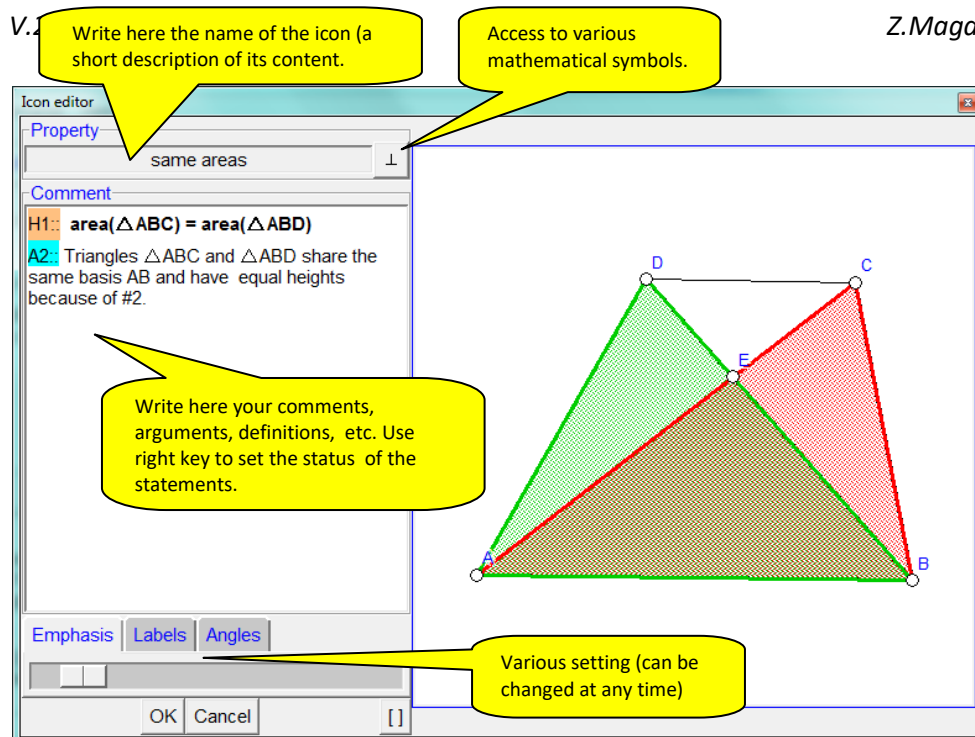 V.2
Z.Magd
Write here the name of the icon (a
short description of its content.
Access to various
mathematical symbols.
Icon editor
Property
same areas
⊥
Comment
H1:: area(△ABC) = area(△ABD)
A2:: Triangles △ABC and △ABD share the
same basis AB and have equal heights
because of #2.
D
C
E
Write here your comments,
arguments, definitions, etc. Use
right key to set the status of the
statements.
A
B
Emphasis Labels Angles
Various setting (can be
changed at any time)
OK Cancel [ ]